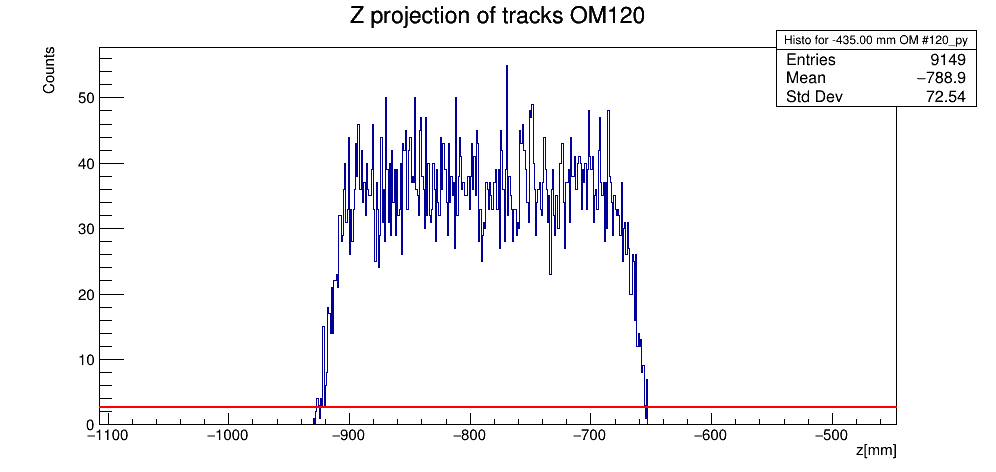 Z projection of tracks OM120
Histo for -435.00 mm OM #120_py
Entries 9149
Mean −788.9
Std Dev 72.54
Counts
50
40
30
20
10
0
−1100 −1000 −900 −800 −700 −600 −500
z[mm]